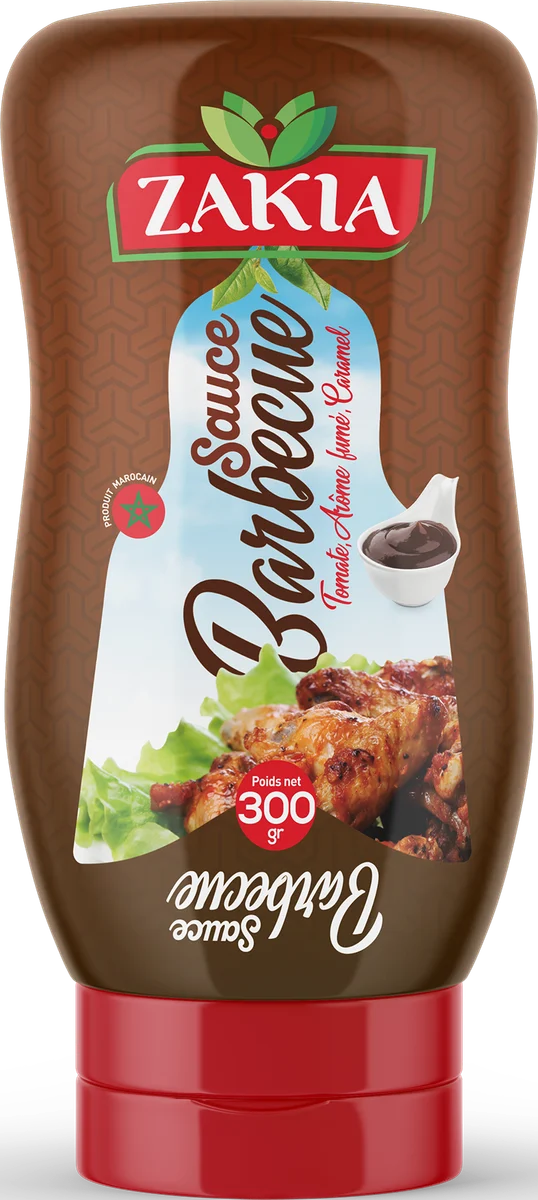 ZAKIA
Sauce
Barbecue
Tomate, Arôme fumé, Caramel
PRODUIT MAROCAIN
Poids net
300
gr
Sauce
Barbecue